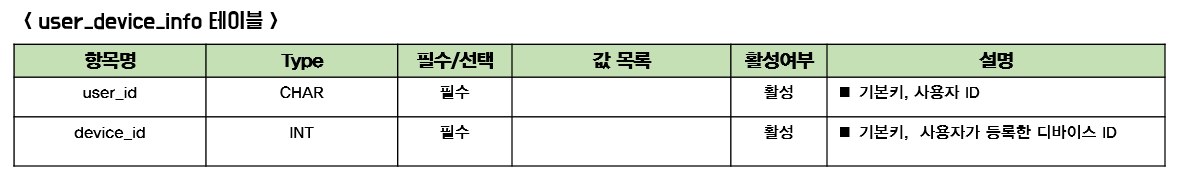 < user_device_info 테이블 >
항목명 Type 필수/선택 값 목록 활성여부 설명
user_id CHAR 필수 활성 ■ 기본키, 사용자 ID
device_id INT 필수 활성 ■ 기본키, 사용자가 등록한 디바이스 ID